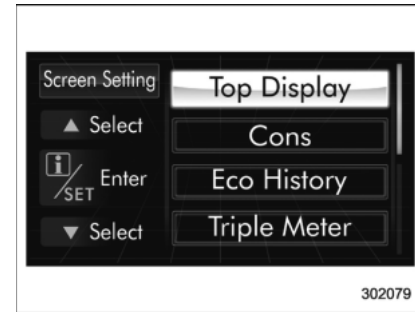 Screen Setting
▲ Select
i/SET Enter
▼ Select
Top Display
Cons
Eco History
Triple Meter
302079